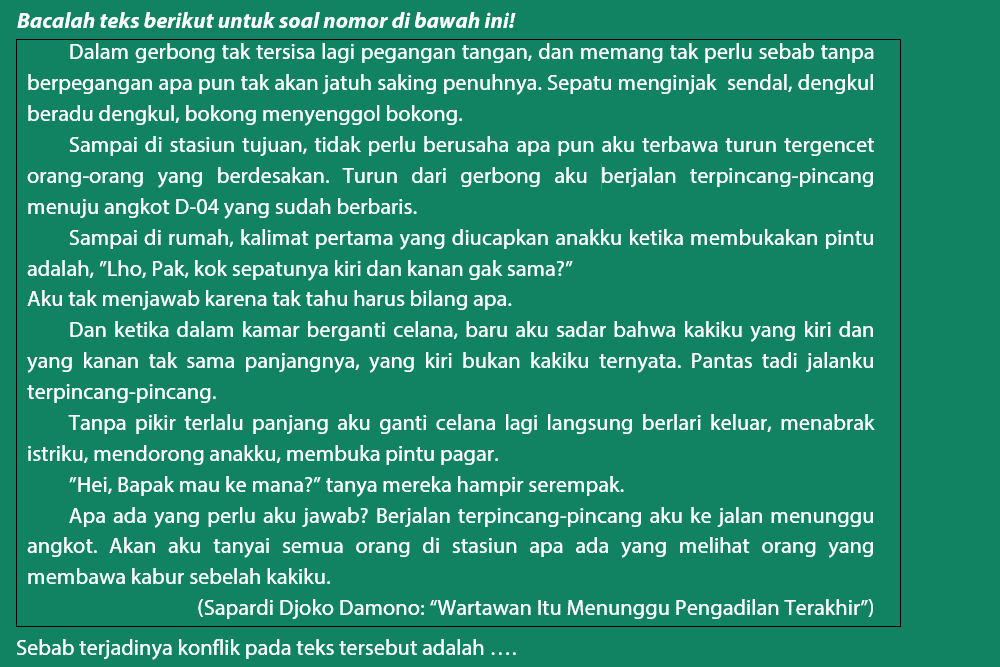 Bacalah teks berikut untuk soal nomor di bawah ini!
Dalam gerbong tak tersisa lagi pegangan tangan, dan memang tak perlu sebab tanpa
berpegangan apa pun tak akan jatuh saking penuhnya. Sepatu menginjak sendal, dengkul
beradu dengkul, bokong menyenggol bokong.
Sampai di stasiun tujuan, tidak perlu berusaha apa pun aku terbawa turun tergencet
orang-orang yang berdesakan. Turun dari gerbong aku berjalan terpincang-pincang
menuju angkot D-04 yang sudah berbaris.
Sampai di rumah, kalimat pertama yang diucapkan anakku ketika membukakan pintu
adalah, ”Lho, Pak, kok sepatunya kiri dan kanan gak sama?”
Aku tak menjawab karena tak tahu harus bilang apa.
Dan ketika dalam kamar berganti celana, baru aku sadar bahwa kakiku yang kiri dan
yang kanan tak sama panjangnya, yang kiri bukan kakiku ternyata. Pantas tadi jalanku
terpincang-pincang.
Tanpa pikir terlalu panjang aku ganti celana lagi langsung berlari keluar, menabrak
istriku, mendorong anakku, membuka pintu pagar.
”Hei, Bapak mau ke mana?” tanya mereka hampir serempak.
Apa ada yang perlu aku jawab? Berjalan terpincang-pincang aku ke jalan menunggu
angkot. Akan aku tanyai semua orang di stasiun apa ada yang melihat orang yang
membawa kabur sebelah kakiku.
(Sapardi Djoko Damono: “Wartawan Itu Menunggu Pengadilan Terakhir”)
Sebab terjadinya konflik pada teks tersebut adalah ….